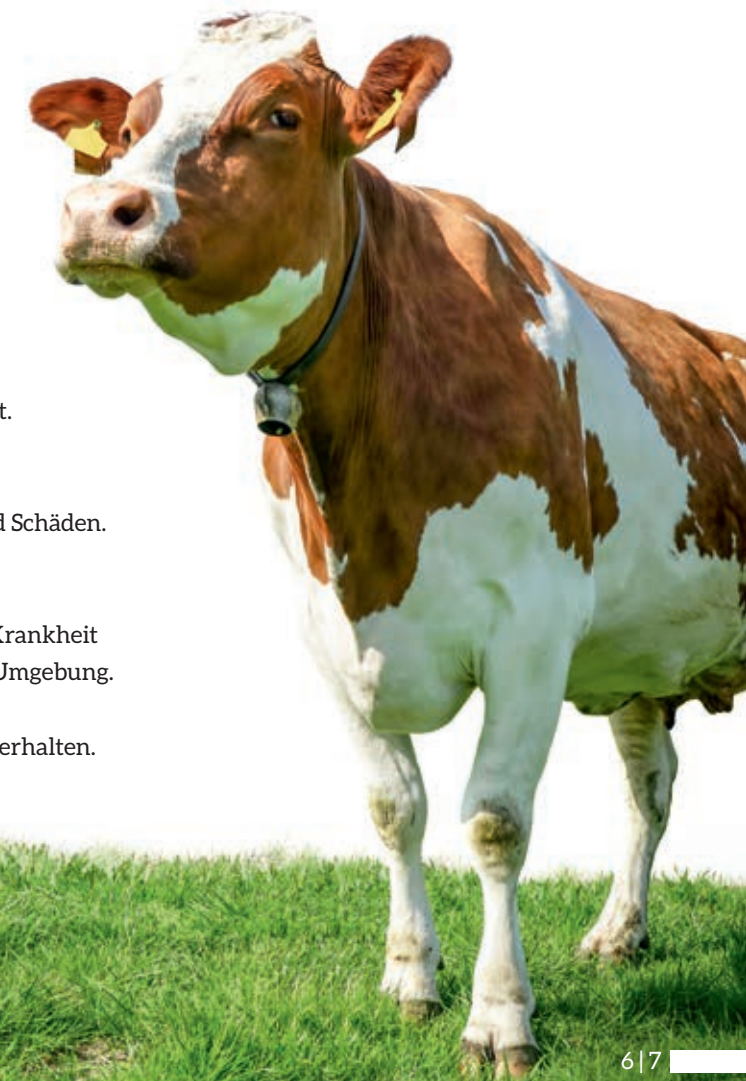 t.
d Schäden.
Krankheit
Umgebung.
erhalten.
6|7